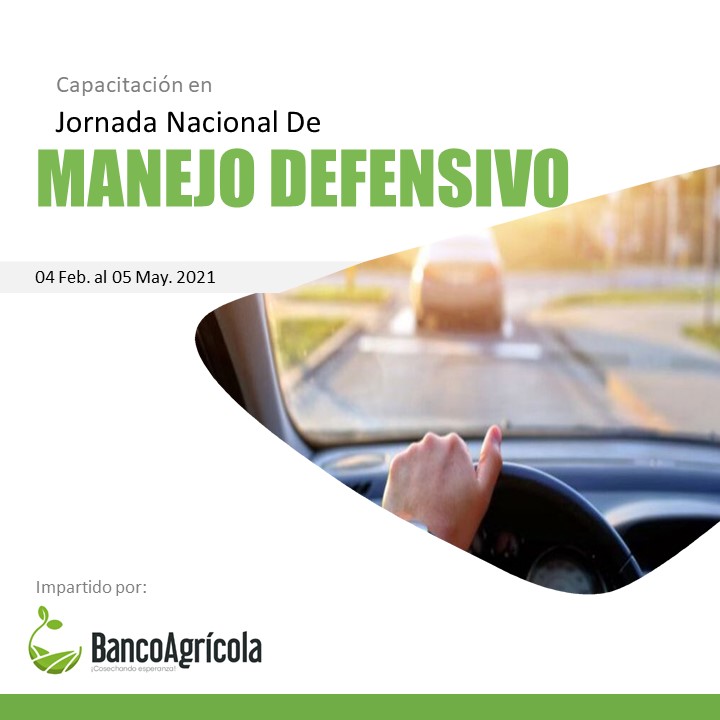 Capacitación en
Jornada Nacional De
MANEJO DEFENSIVO
04 Feb. al 05 May. 2021
Impartido por:
BancoAgrícola
¡Cosechando esperanza!